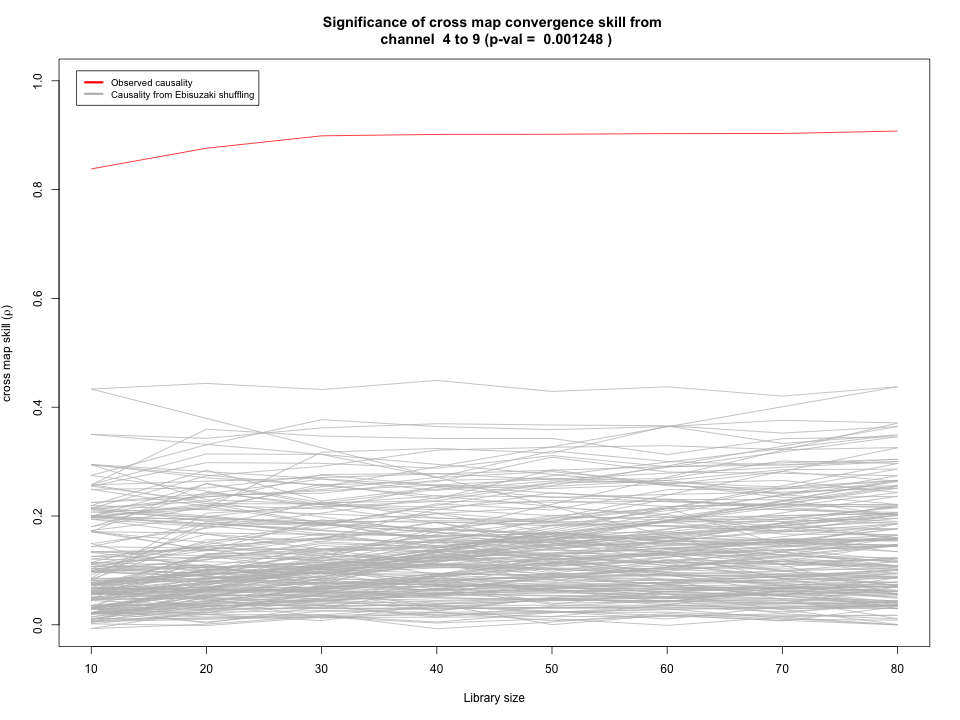 Significance of cross map convergence skill from
channel  4 to 9 (p-val =  0.001248 )
Observed causality
Causality from Ebisuzaki shuffling
cross map skill (ρ)
1.0
0.8
0.6
0.4
0.2
0.0
10 20 30 40 50 60 70 80
Library size